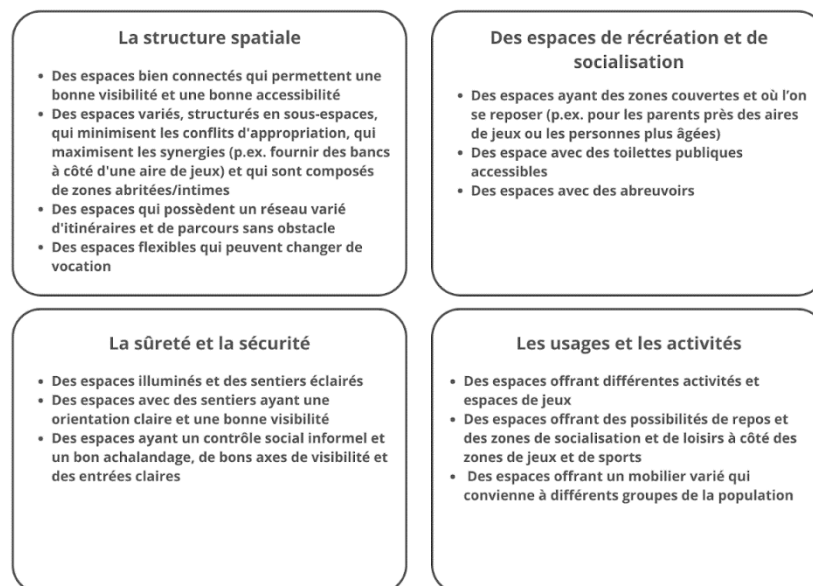 La structure spatiale
• Des espaces bien connectés qui permettent une
bonne visibilité et une bonne accessibilité
• Des espaces variés, structurés en sous-espaces,
qui minimisent les conflits d'appropriation, qui
maximisent les synergies (p.ex. fournir des bancs
à côté d'une aire de jeux) et qui sont composés
de zones abritées/intimes
• Des espaces qui possèdent un réseau varié
d'itinéraires et de parcours sans obstacle
• Des espaces flexibles qui peuvent changer de
vocation
Des espaces de récréation et de
socialisation
• Des espaces ayant des zones couvertes et où l'on
se reposer (p.ex. pour les parents près des aires
de jeux ou les personnes plus âgées)
• Des espace avec des toilettes publiques
accessibles
• Des espaces avec des abreuvoirs
La sûreté et la sécurité
• Des espaces illuminés et des sentiers éclairés
• Des espaces avec des sentiers ayant une
orientation claire et une bonne visibilité
• Des espaces ayant un contrôle social informel et
un bon achalandage, de bons axes de visibilité et
des entrées claires
Les usages et les activités
• Des espaces offrant différentes activités et
espaces de jeux
• Des espaces offrant des possibilités de repos et
des zones de socialisation et de loisirs à côté des
zones de jeux et de sports
• Des espaces offrant un mobilier varié qui
convienne à différents groupes de la population